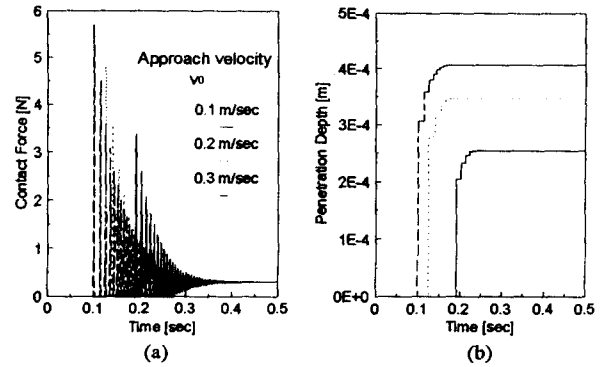 6
5
4
3
2
1
0
Contact Force [N]
Approach velocity
v₀
0.1 m/sec
0.2 m/sec
0.3 m/sec
0 0.1 0.2 0.3 0.4 0.5
Time [sec]
(a)
5E-4
4E-4
3E-4
2E-4
1E-4
0E+0
Penetration Depth [m]
0 0.1 0.2 0.3 0.4 0.5
Time [sec]
(b)